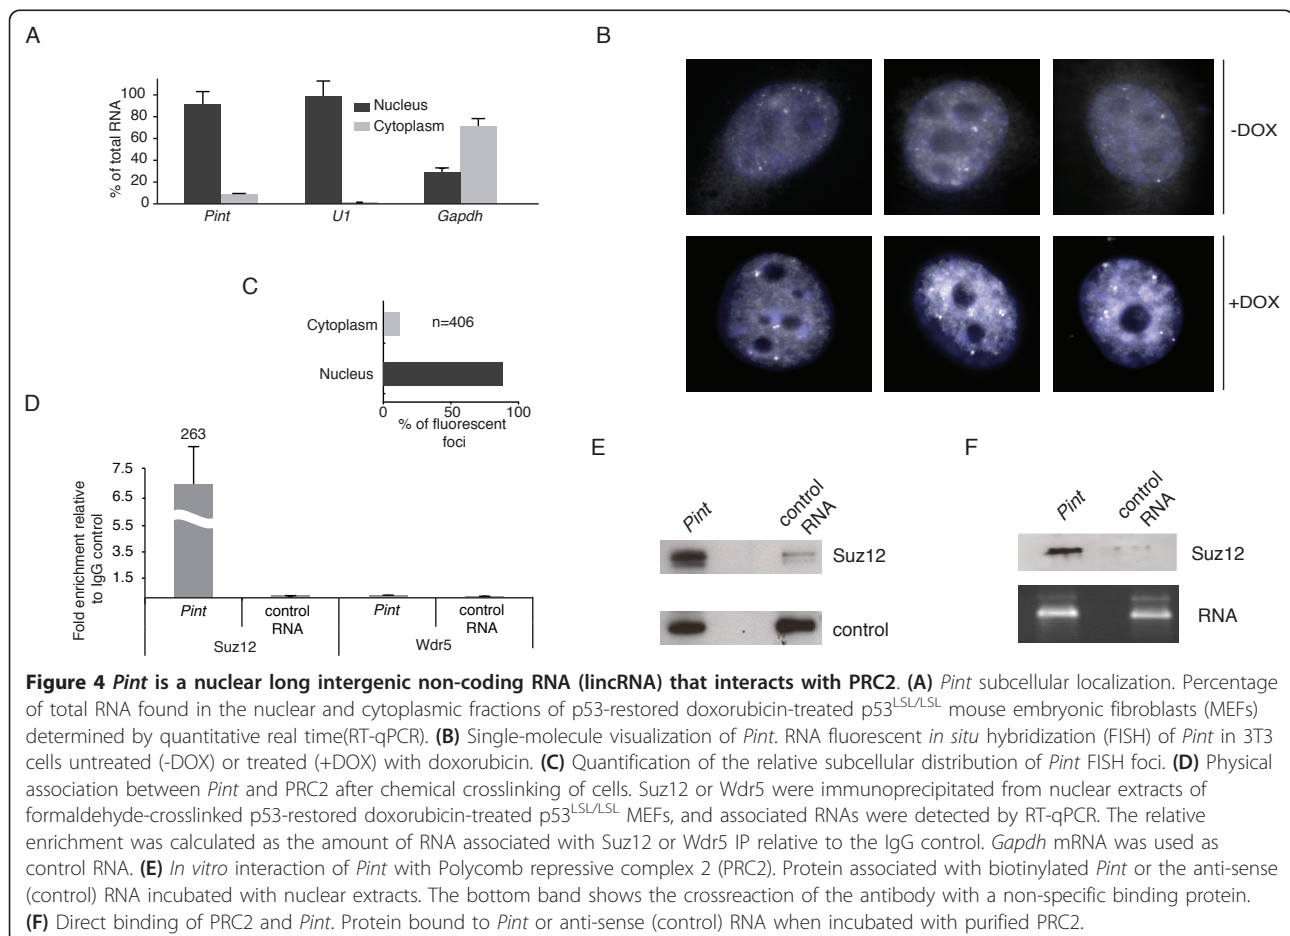 A
100
80
60
40
20
0
% of total RNA
Nucleus
Cytoplasm
Pint
U1
Gapdh
B
-DOX
+DOX
C
Cytoplasm
n=406
Nucleus
0
50
100
% of fluorescent
foci
D
263
7.5
6.5
5.5
3.5
1.5
Fold enrichment relative
to IgG control
Pint
control
RNA
Pint
control
RNA
Suz12
Wdr5
E
Pint
control
RNA
Suz12
control
F
Pint
control
RNA
Suz12
RNA
Figure 4 Pint is a nuclear long intergenic non-coding RNA (lincRNA) that interacts with PRC2. (A) Pint subcellular localization. Percentage
of total RNA found in the nuclear and cytoplasmic fractions of p53-restored doxorubicin-treated p53LSL/LSL mouse embryonic fibroblasts (MEFs)
determined by quantitative real time(RT-qPCR). (B) Single-molecule visualization of Pint. RNA fluorescent in situ hybridization (FISH) of Pint in 3T3
cells untreated (-DOX) or treated (+DOX) with doxorubicin. (C) Quantification of the relative subcellular distribution of Pint FISH foci. (D) Physical
association between Pint and PRC2 after chemical crosslinking of cells. Suz12 or Wdr5 were immunoprecipitated from nuclear extracts of
formaldehyde-crosslinked p53-restored doxorubicin-treated p53LSL/LSL MEFs, and associated RNAs were detected by RT-qPCR. The relative
enrichment was calculated as the amount of RNA associated with Suz12 or Wdr5 IP relative to the IgG control. Gapdh mRNA was used as
control RNA. (E) In vitro interaction of Pint with Polycomb repressive complex 2 (PRC2). Protein associated with biotinylated Pint or the anti-sense
(control) RNA incubated with nuclear extracts. The bottom band shows the crossreaction of the antibody with a non-specific binding protein.
(F) Direct binding of PRC2 and Pint. Protein bound to Pint or anti-sense (control) RNA when incubated with purified PRC2.